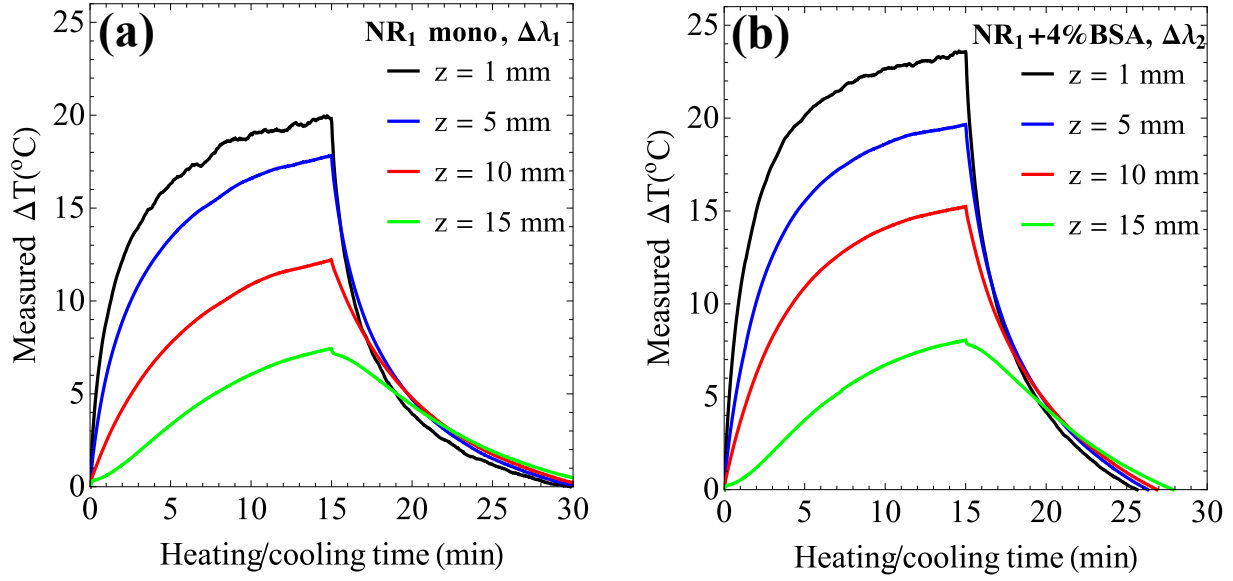 (a)
NR₁ mono, Δλ₁
z = 1 mm
z = 5 mm
z = 10 mm
z = 15 mm
Measured ΔT(°C)
25
20
15
10
5
0
0 5 10 15 20 25 30
Heating/cooling time (min)
(b)
NR₁+4%BSA, Δλ₂
z = 1 mm
z = 5 mm
z = 10 mm
z = 15 mm
Measured ΔT(°C)
25
20
15
10
5
0
0 5 10 15 20 25 30
Heating/cooling time (min)